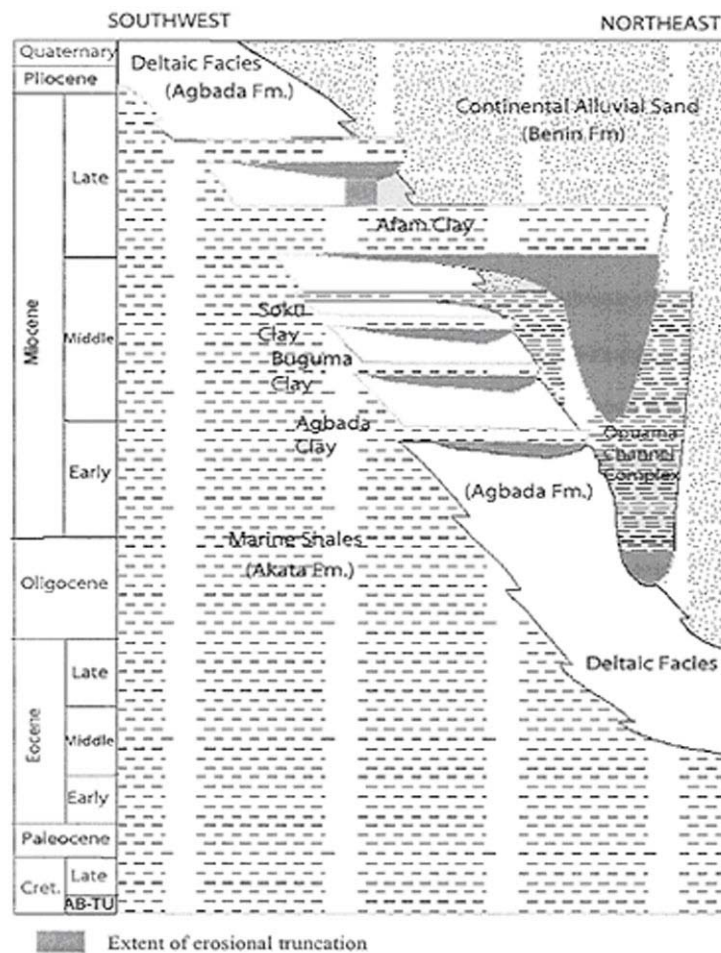 SOUTHWEST
NORTHEAST
Quaternary
Pliocene
Miocene
Late
Middle
Early
Oligocene
Eocene
Late
Middle
Early
Paleocene
Cret.
Late
AB-TU
Deltaic Facies
(Agbada Fm.)
Continental Alluvial Sand
(Benin Fm)
Afam Clay
Soku
Clay
Buguma
Clay
Agbada
Clay
Opuama
Channel
Complex
(Agbada Fm.)
Marine Shales
(Akata Fm.)
Deltaic Facies
Extent of erosional truncation